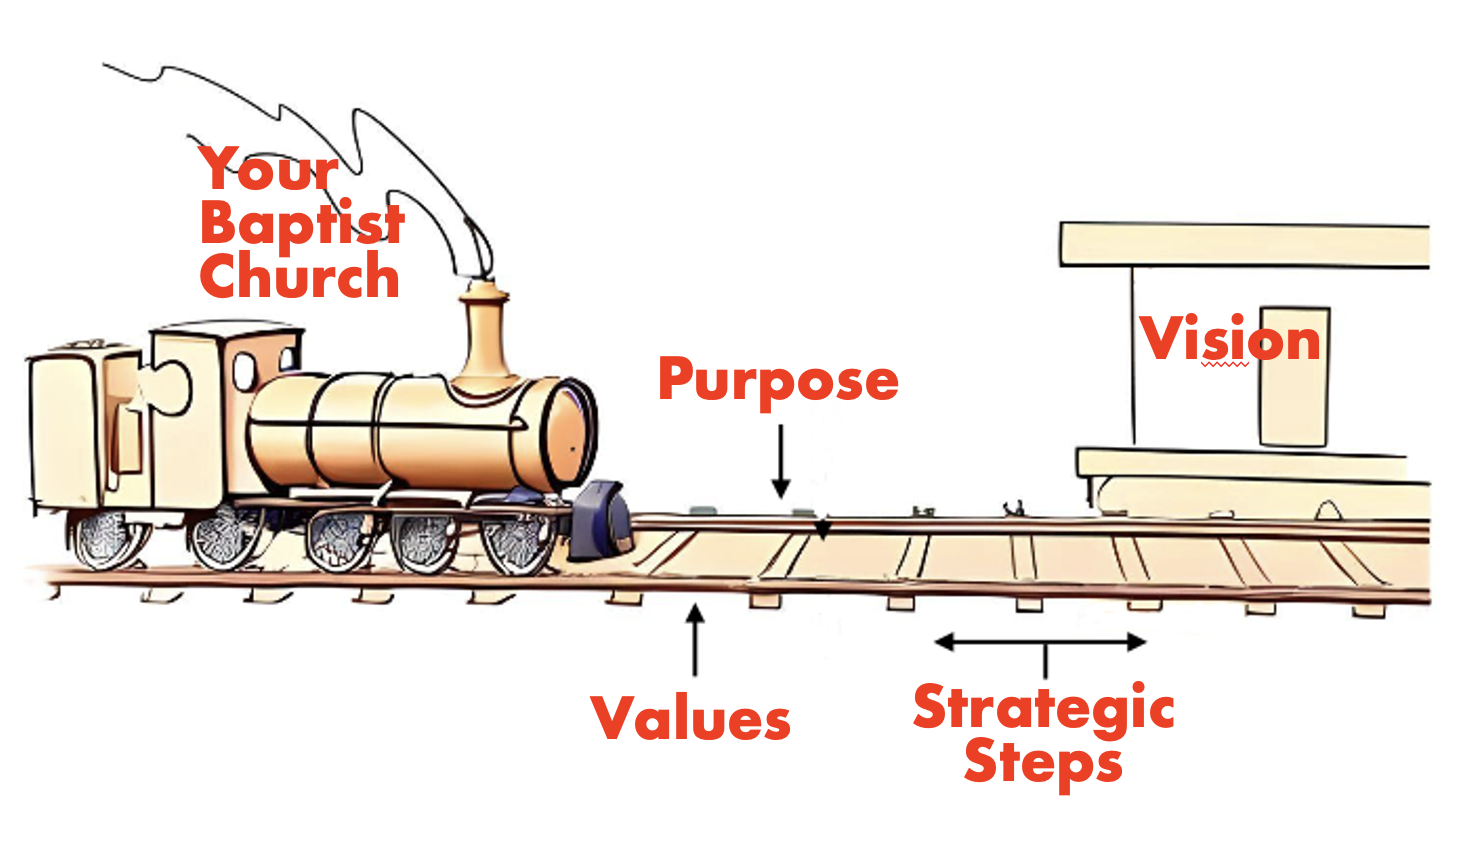 Your
Baptist
Church
Vision
Purpose
Values
Strategic
Steps